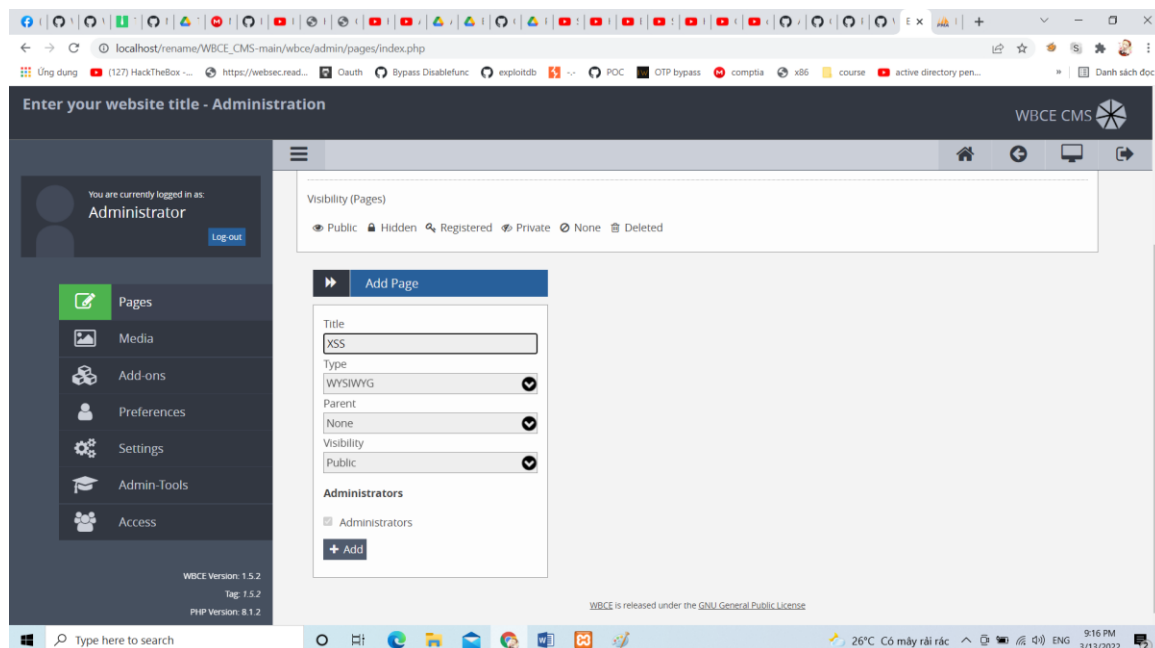 localhost/rename/WBCE_CMS-main/wbce/admin/pages/index.php
Ứng dụng (127) HackTheBox -... https://websec.read... Oauth Bypass Disablefunc exploitdb -.- POC OTP bypass comptia x86 course active directory pen... » Danh sách đọc
Enter your website title - Administration
WBCE CMS
You are currently logged in as:
Administrator
Log-out
Visibility (Pages)
Public Hidden Registered Private None Deleted
Pages
Media
Add-ons
Preferences
Settings
Admin-Tools
Access
WBCE Version: 1.5.2
Tag: 1.5.2
PHP Version: 8.1.2
Add Page
Title
XSS
Type
WYSIWYG
Parent
None
Visibility
Public
Administrators
Administrators
+ Add
WBCE is released under the GNU General Public License
Type here to search
26°C Có mây rải rác ENG 9:16 PM
3/13/2022